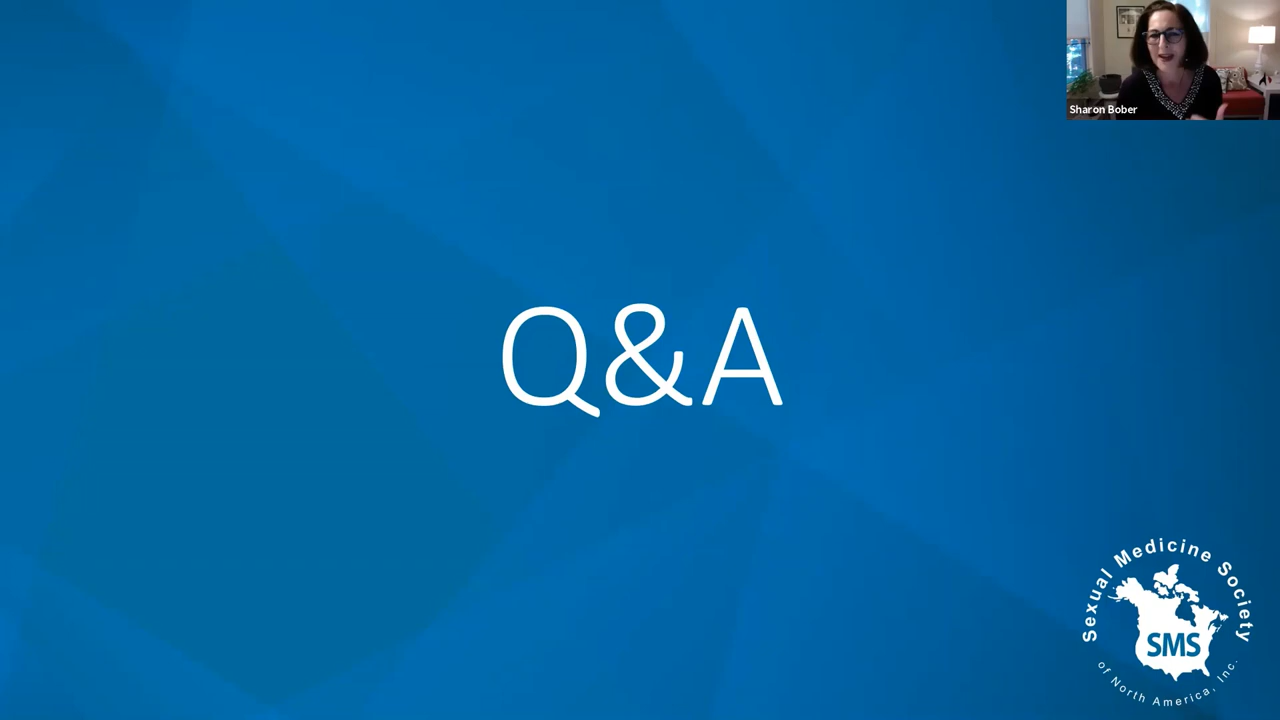 Sharon Bober
Q&A
Sexual Medicine Society
SMS
of North America, Inc.